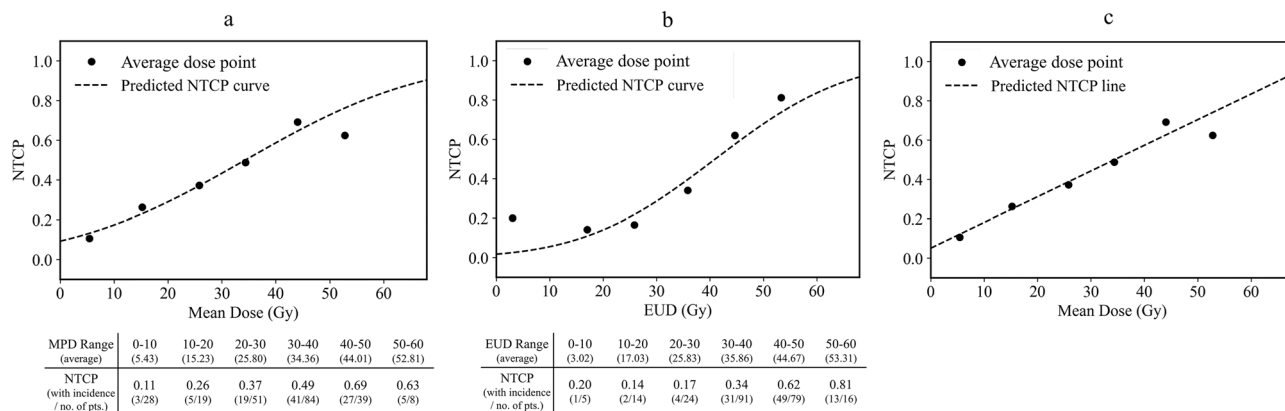 a
1.0
0.8
0.6
0.4
0.2
0.0
NTCP
Average dose point
Predicted NTCP curve
0 10 20 30 40 50 60
Mean Dose (Gy)
MPD Range 0-10 10-20 20-30 30-40 40-50 50-60
(average) (5.43) (15.23) (25.80) (34.36) (44.01) (52.81)
NTCP 0.11 0.26 0.37 0.49 0.69 0.63
(with incidence (3/28) (5/19) (19/51) (41/84) (27/39) (5/8)
/ no. of pts.)
b
1.0
0.8
0.6
0.4
0.2
0.0
NTCP
Average dose point
Predicted NTCP curve
0 10 20 30 40 50 60
EUD (Gy)
EUD Range 0-10 10-20 20-30 30-40 40-50 50-60
(average) (3.02) (17.03) (25.83) (35.86) (44.67) (53.31)
NTCP 0.20 0.14 0.17 0.34 0.62 0.81
(with incidence (1/5) (2/14) (4/24) (31/91) (49/79) (13/16)
/ no. of pts.)
c
1.0
0.8
0.6
0.4
0.2
0.0
NTCP
Average dose point
Predicted NTCP line
0 10 20 30 40 50 60
Mean Dose (Gy)